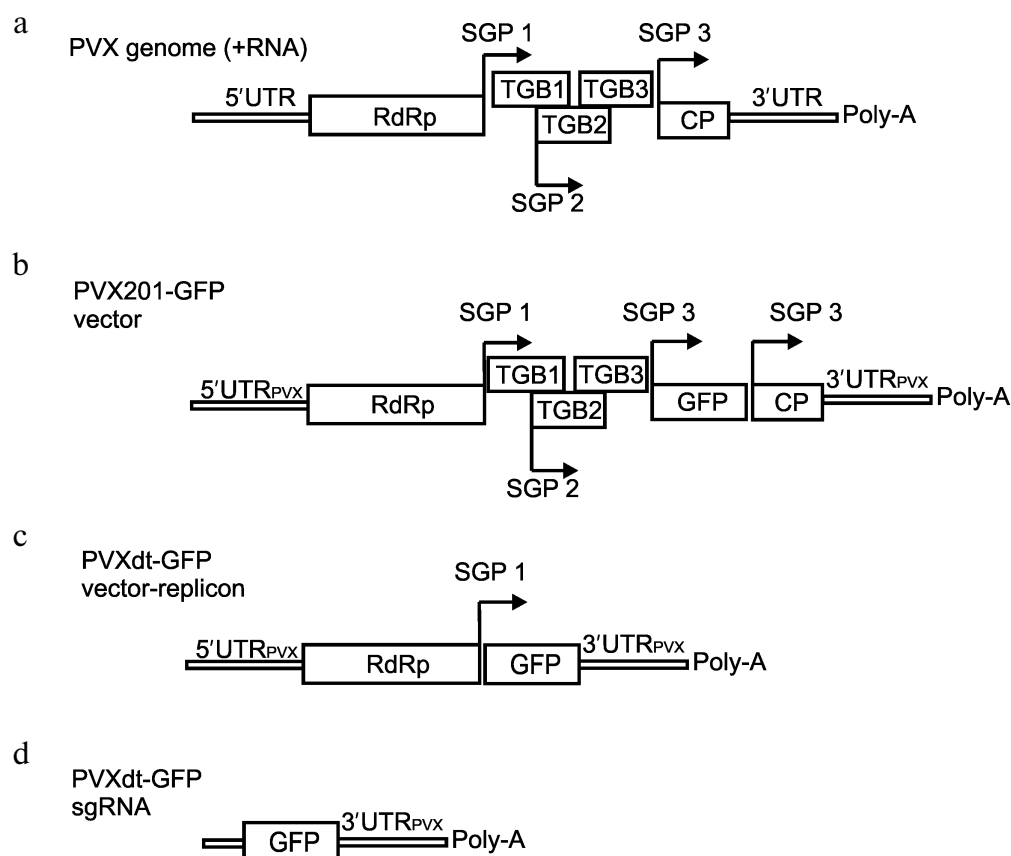 a
PVX genome (+RNA)
SGP 1
SGP 3
5′UTR
RdRp
TGB1
TGB3
TGB2
CP
3′UTR
Poly-A
SGP 2
b
PVX201-GFP
vector
SGP 1
SGP 3
SGP 3
5′UTRPVX
RdRp
TGB1
TGB3
TGB2
GFP
CP
3′UTRPVX
Poly-A
SGP 2
c
PVXdt-GFP
vector-replicon
SGP 1
5′UTRPVX
RdRp
GFP
3′UTRPVX
Poly-A
d
PVXdt-GFP
sgRNA
GFP
3′UTRPVX
Poly-A